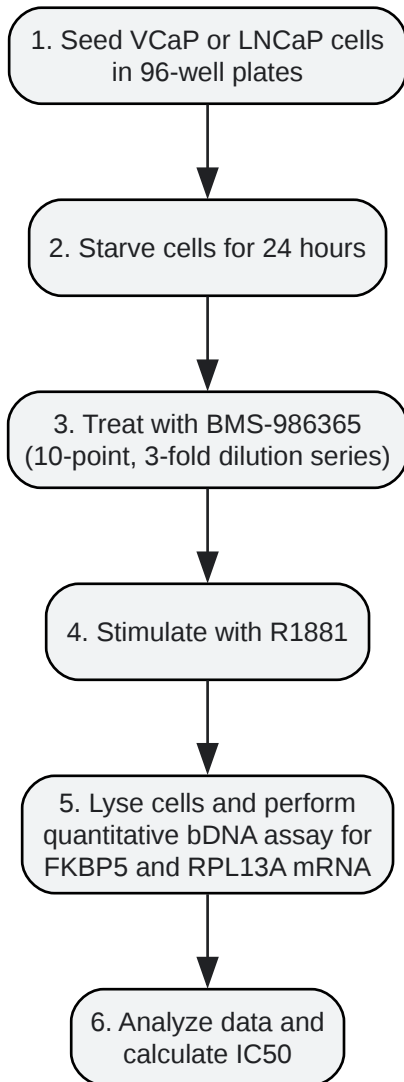 1. Seed VCaP or LNCaP cells
in 96-well plates
2. Starve cells for 24 hours
3. Treat with BMS-986365
(10-point, 3-fold dilution series)
4. Stimulate with R1881
5. Lyse cells and perform
quantitative bDNA assay for
FKBP5 and RPL13A mRNA
6. Analyze data and
calculate IC50